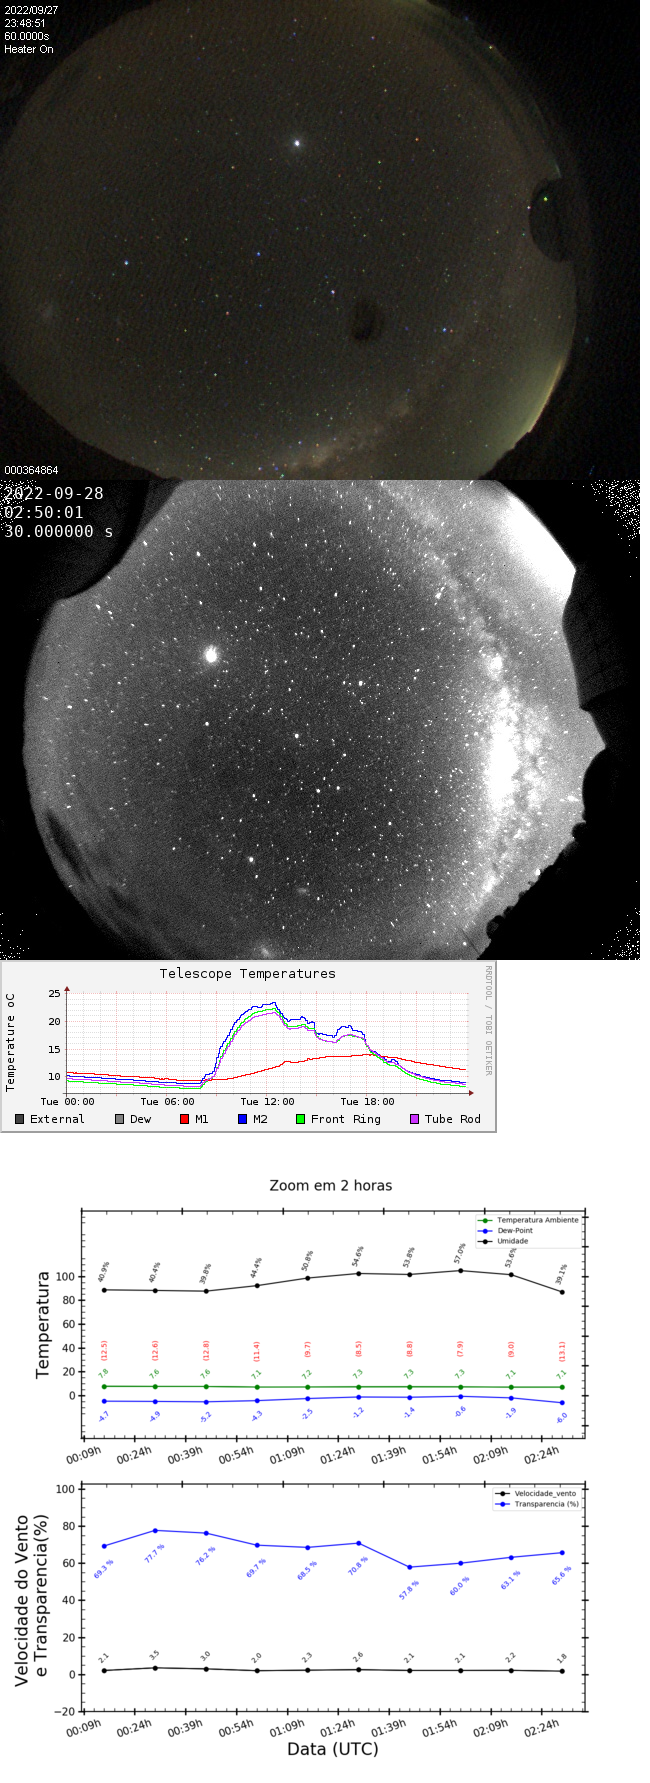 2022/09/27
23:48:51
60.0000s
Heater On
000364864
2022-09-28
02:50:01
30.000000 s
Telescope Temperatures
RRDTOOL / TOBI OETIKER
Temperature oC
25
20
15
10
Tue 00:00 Tue 06:00 Tue 12:00 Tue 18:00
External Dew M1 M2 Front Ring Tube Rod
Zoom em 2 horas
Temperatura Ambiente
Dew-Point
Umidade
Temperatura
100
80
60
40
20
0
40.9% 40.4% 39.8% 44.4% 50.8% 54.6% 53.8% 57.0% 53.6% 39.1%
(12.5) (12.6) (12.8) (11.4) (9.7) (8.5) (8.8) (7.9) (9.0) (13.1)
7.8 7.6 7.6 7.1 7.2 7.3 7.3 7.3 7.1 7.1
-4.7 -4.9 -5.2 -4.3 -2.5 -1.2 -1.4 -0.6 -1.9 -6.0
00:09h 00:24h 00:39h 00:54h 01:09h 01:24h 01:39h 01:54h 02:09h 02:24h
Velocidade_vento
Transparencia (%)
Velocidade do Vento
e Transparencia(%)
100
80
60
40
20
0
−20
69.3 % 77.7 % 76.2 % 69.7 % 68.5 % 70.8 % 57.8 % 60.0 % 63.1 % 65.6 %
2.1 3.5 3.0 2.0 2.3 2.6 2.1 2.1 2.2 1.8
00:09h 00:24h 00:39h 00:54h 01:09h 01:24h 01:39h 01:54h 02:09h 02:24h
Data (UTC)